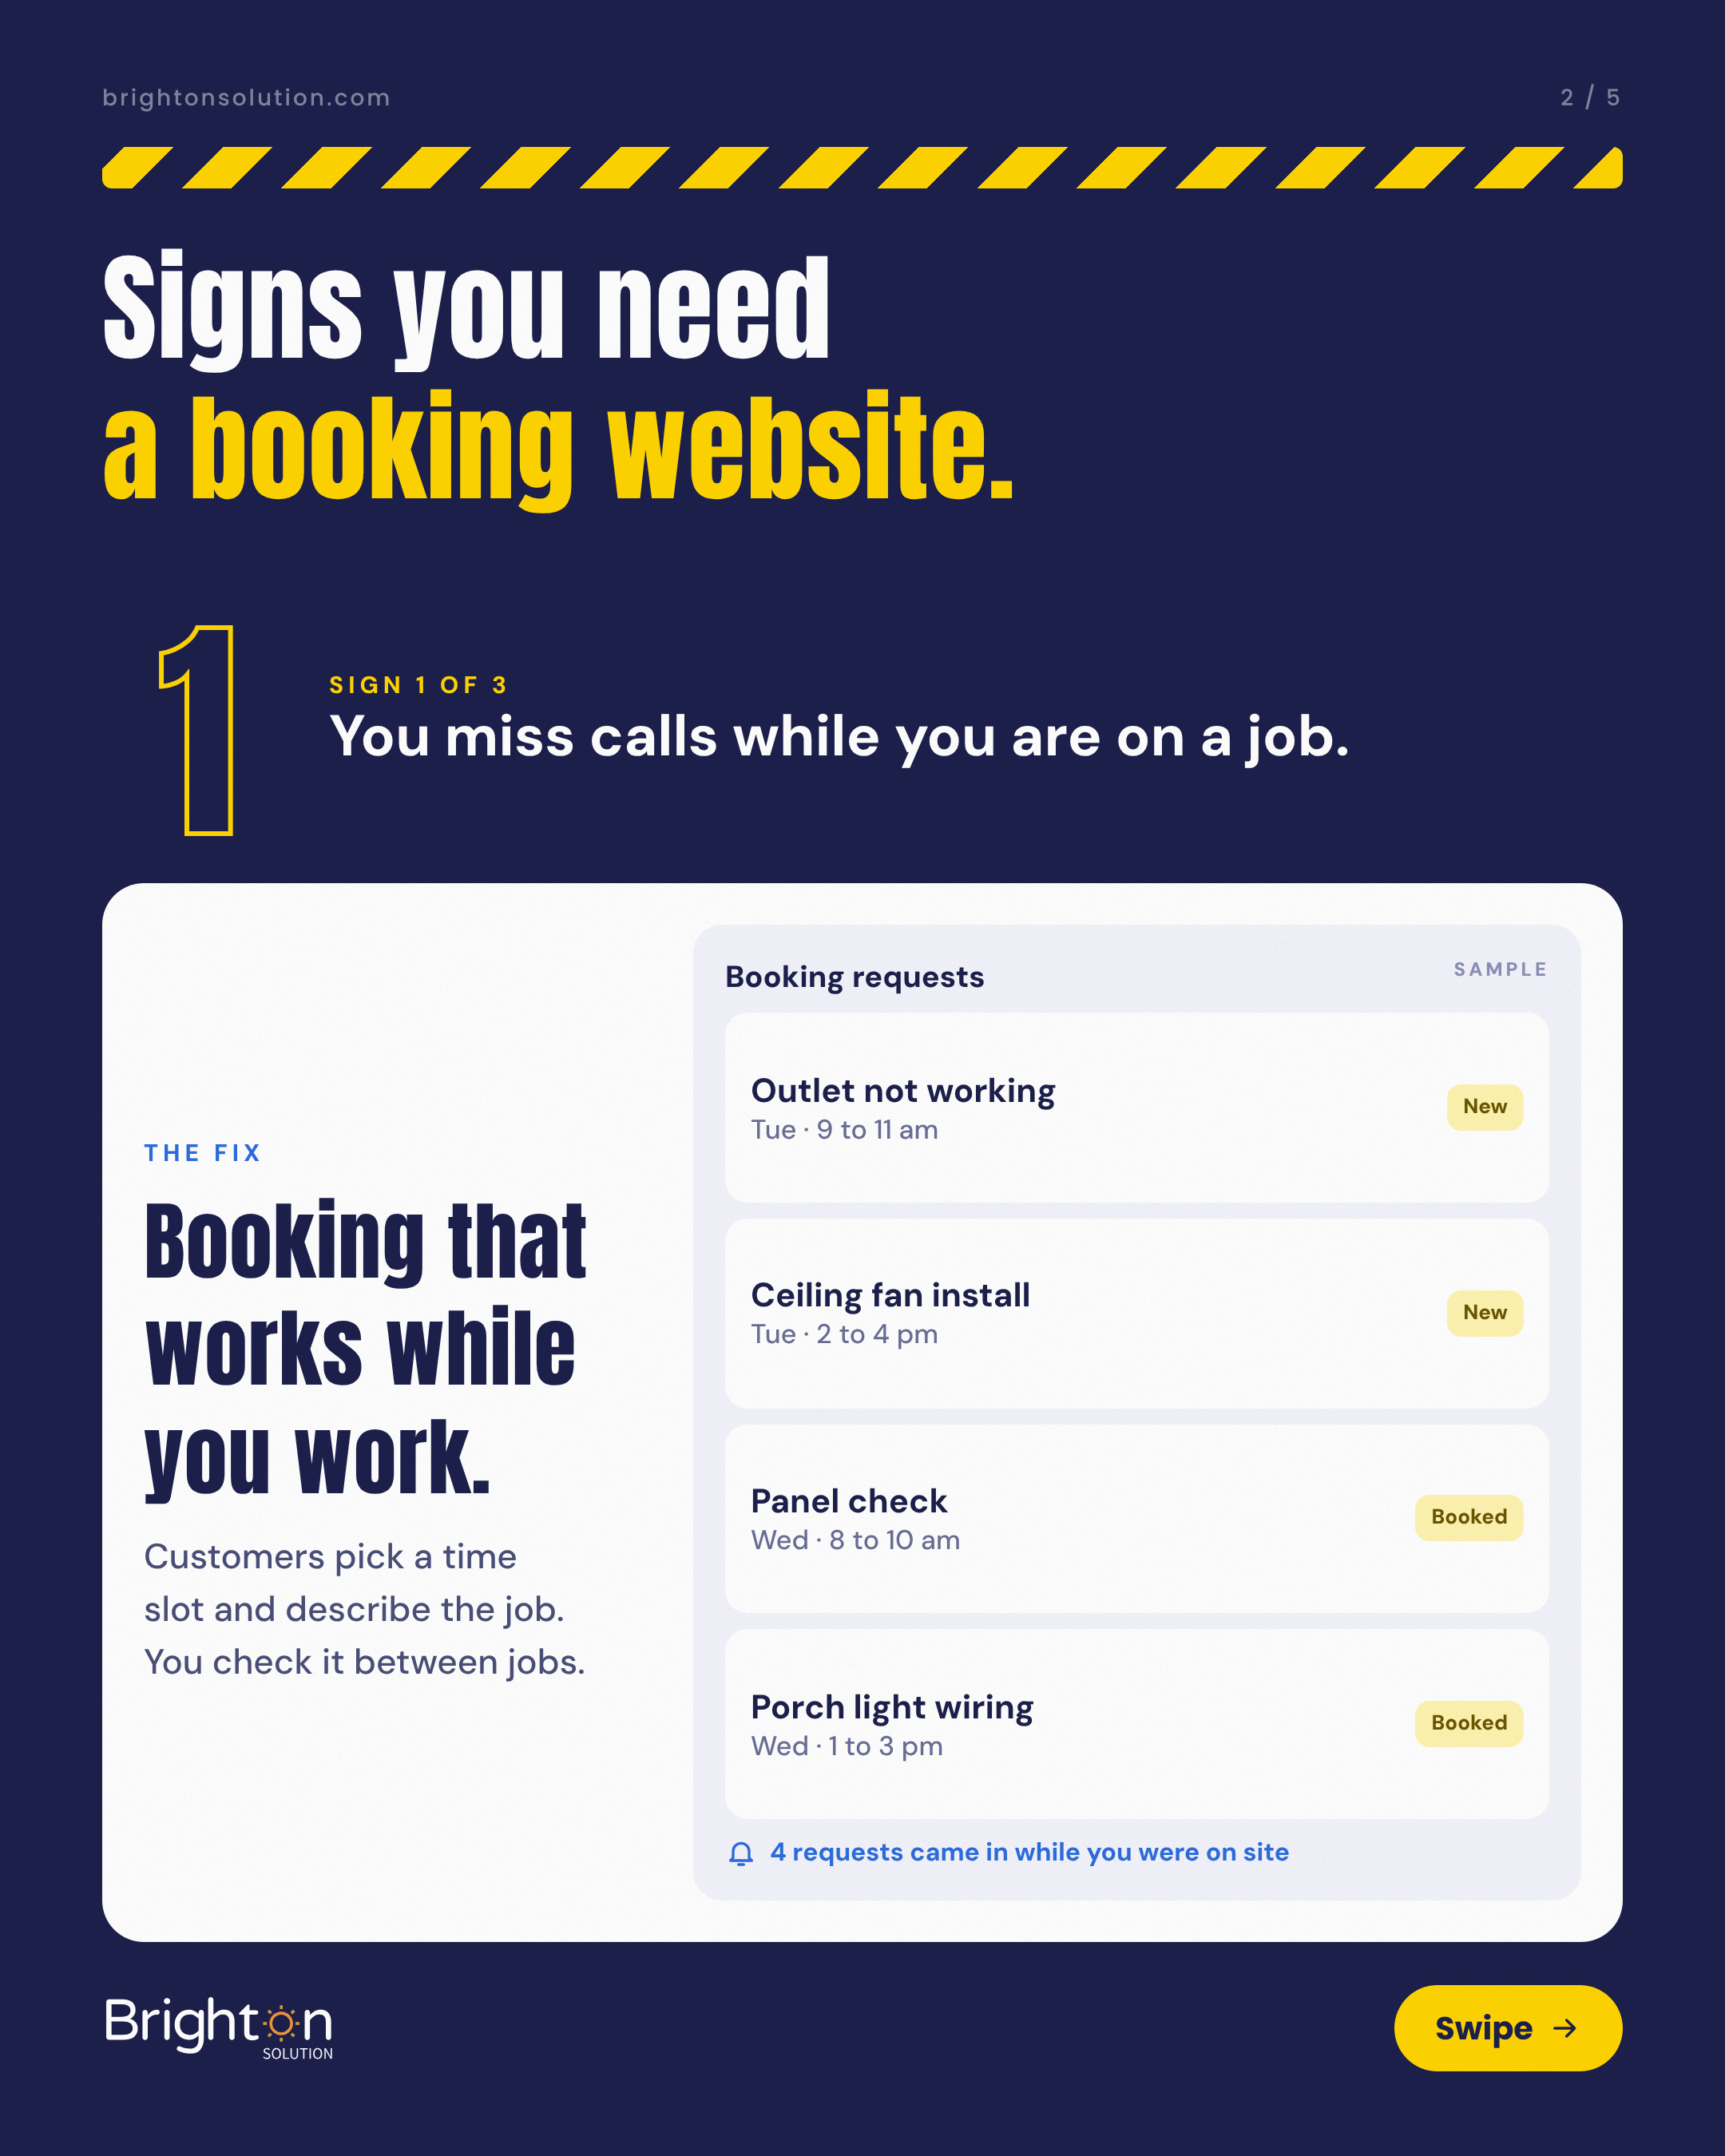 brightonsolution.com
2 / 5
Signs you need
a booking website.
1
SIGN 1 OF 3
You miss calls while you are on a job.
THE FIX
Booking that
works while
you work.
Customers pick a time
slot and describe the job.
You check it between jobs.
Booking requests
SAMPLE
Outlet not working
Tue · 9 to 11 am
New
Ceiling fan install
Tue · 2 to 4 pm
New
Panel check
Wed · 8 to 10 am
Booked
Porch light wiring
Wed · 1 to 3 pm
Booked
4 requests came in while you were on site
Brighton
SOLUTION
Swipe →